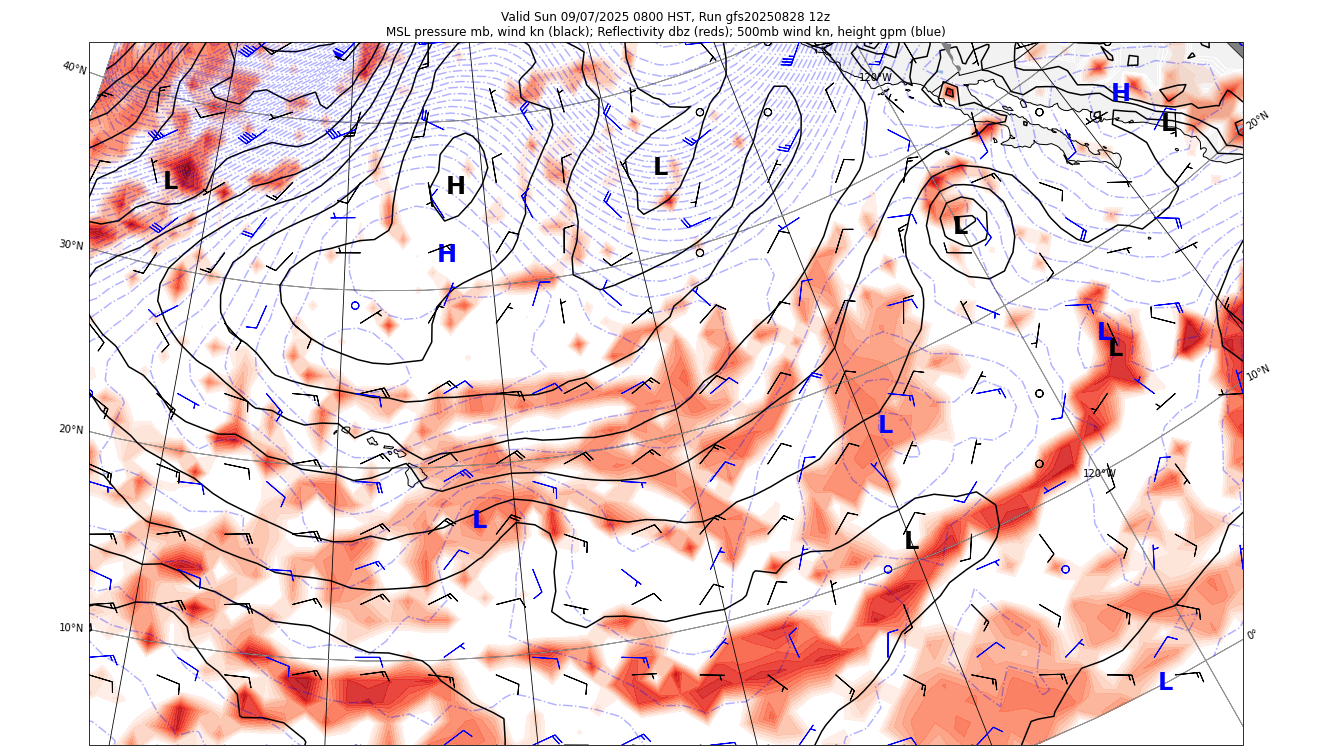 Valid Sun 09/07/2025 0800 HST, Run gfs20250828 12z
MSL pressure mb, wind kn (black); Reflectivity dbz (reds); 500mb wind kn, height gpm (blue)
40°N
120°W
H
L
20°N
L
H
L
L
30°N
H
L
L
10°N
20°N
L
120°W
L
L
10°N
0°
L